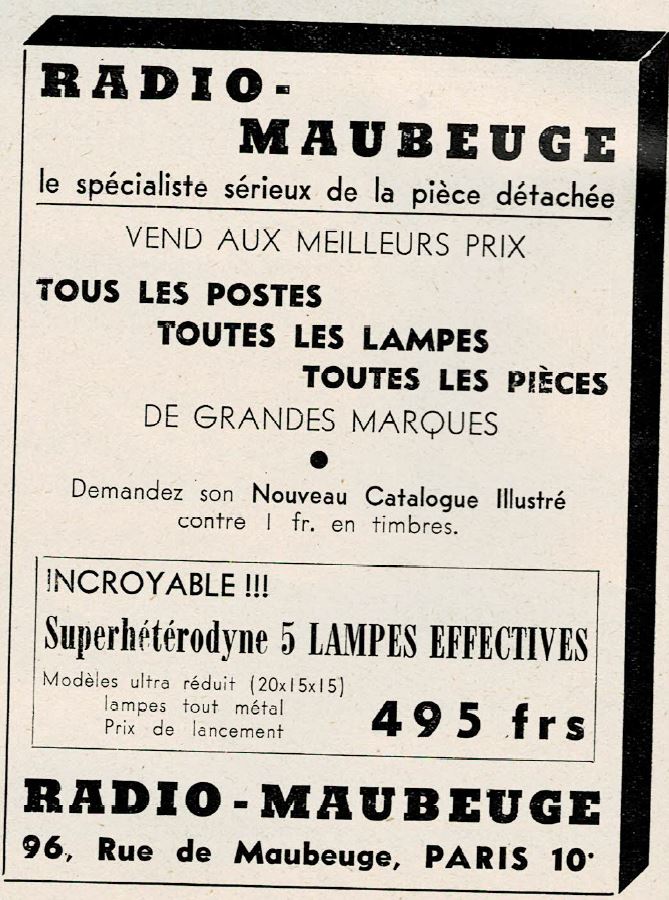 RADIO-
MAUBEUGE
le spécialiste sérieux de la pièce détachée
VEND AUX MEILLEURS PRIX
TOUS LES POSTES
TOUTES LES LAMPES
TOUTES LES PIÈCES
DE GRANDES MARQUES
Demandez son Nouveau Catalogue Illustré
contre 1 fr. en timbres.
INCROYABLE !!!
Superhétérodyne 5 LAMPES EFFECTIVES
Modèles ultra réduit (20x15x15)
lampes tout métal
Prix de lancement
495 frs
RADIO-MAUBEUGE
96, Rue de Maubeuge, PARIS 10·